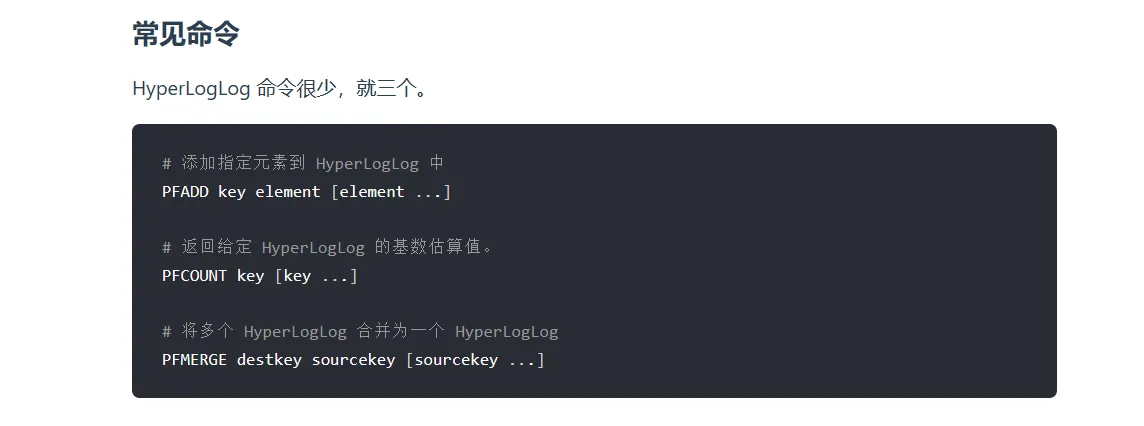 常见命令
HyperLogLog 命令很少，就三个。
# 添加指定元素到 HyperLogLog 中
PFADD key element [element ...]
# 返回给定 HyperLogLog 的基数估算值。
PFCOUNT key [key ...]
# 将多个 HyperLogLog 合并为一个 HyperLogLog
PFMERGE destkey sourcekey [sourcekey ...]